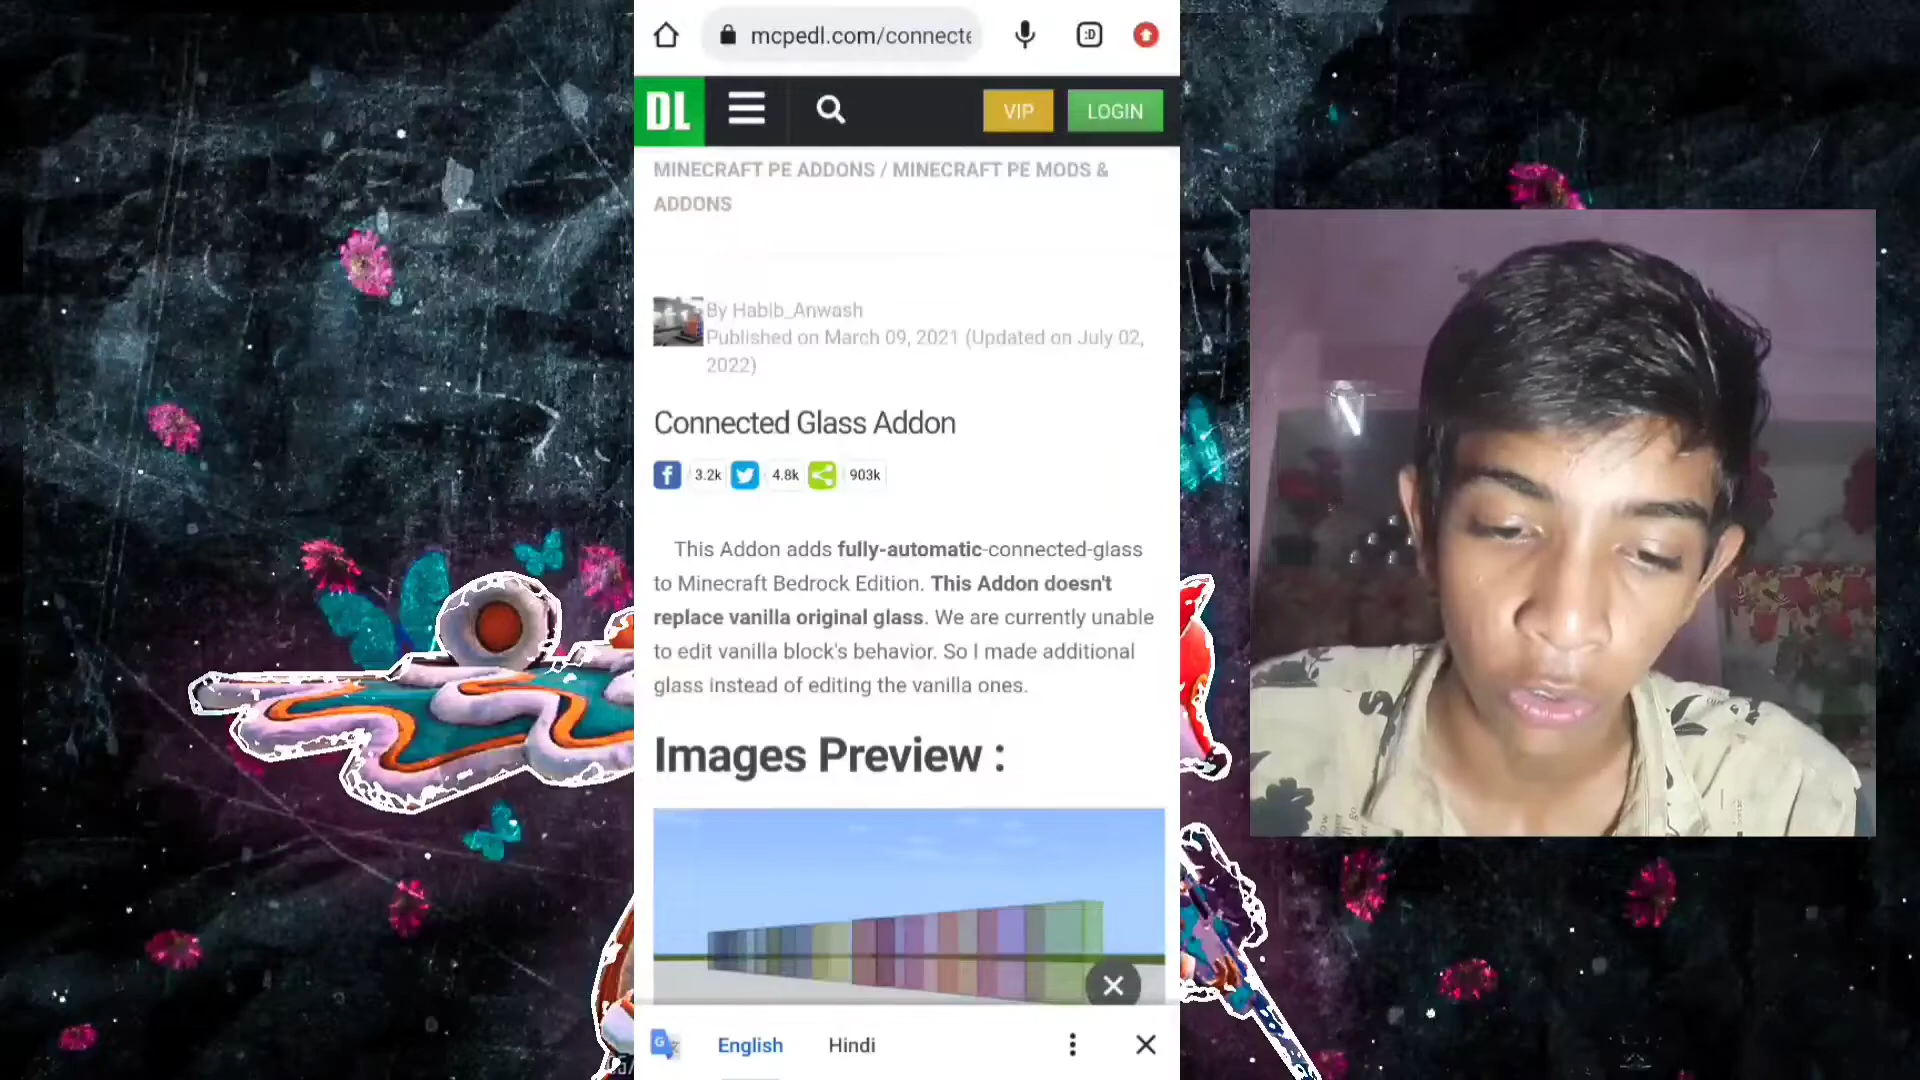 mcpedl.com/connecte
:D
DL
VIP
LOGIN
MINECRAFT PE ADDONS / MINECRAFT PE MODS &
ADDONS
By Habib_Anwash
Published on March 09, 2021 (Updated on July 02,
2022)
Connected Glass Addon
3.2k 4.8k 903k
This Addon adds fully-automatic-connected-glass
to Minecraft Bedrock Edition. This Addon doesn't
replace vanilla original glass. We are currently unable
to edit vanilla block's behavior. So I made additional
glass instead of editing the vanilla ones.
Images Preview :
English Hindi